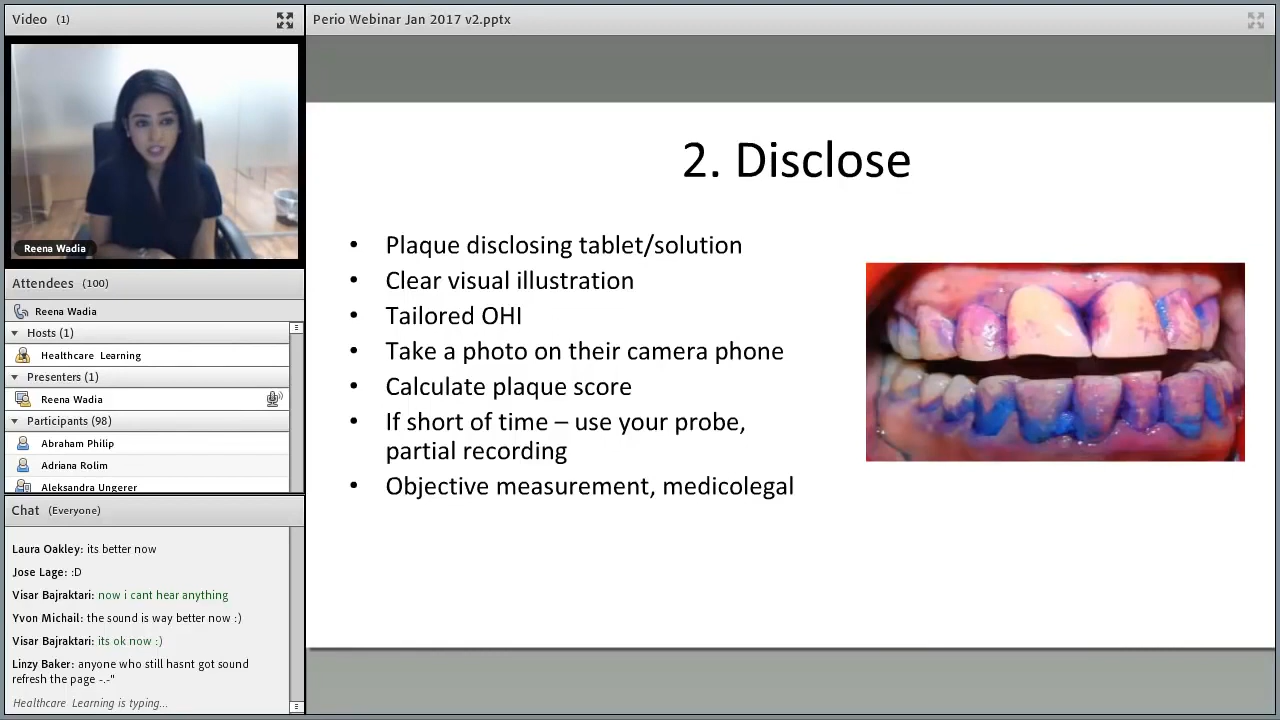 Video (1)
Reena Wadia
Attendees (100)
Reena Wadia
Hosts (1)
Healthcare Learning
Presenters (1)
Reena Wadia
Participants (98)
Abraham Philip
Adriana Rolim
Aleksandra Ungerer
Chat (Everyone)
Laura Oakley: its better now
Jose Lage: :D
Visar Bajraktari: now i cant hear anything
Yvon Michail: the sound is way better now :)
Visar Bajraktari: its ok now :)
Linzy Baker: anyone who still hasnt got sound
refresh the page -.-"
Healthcare Learning is typing...
Perio Webinar Jan 2017 v2.pptx
2. Disclose
• Plaque disclosing tablet/solution
• Clear visual illustration
• Tailored OHI
• Take a photo on their camera phone
• Calculate plaque score
• If short of time – use your probe,
partial recording
• Objective measurement, medicolegal